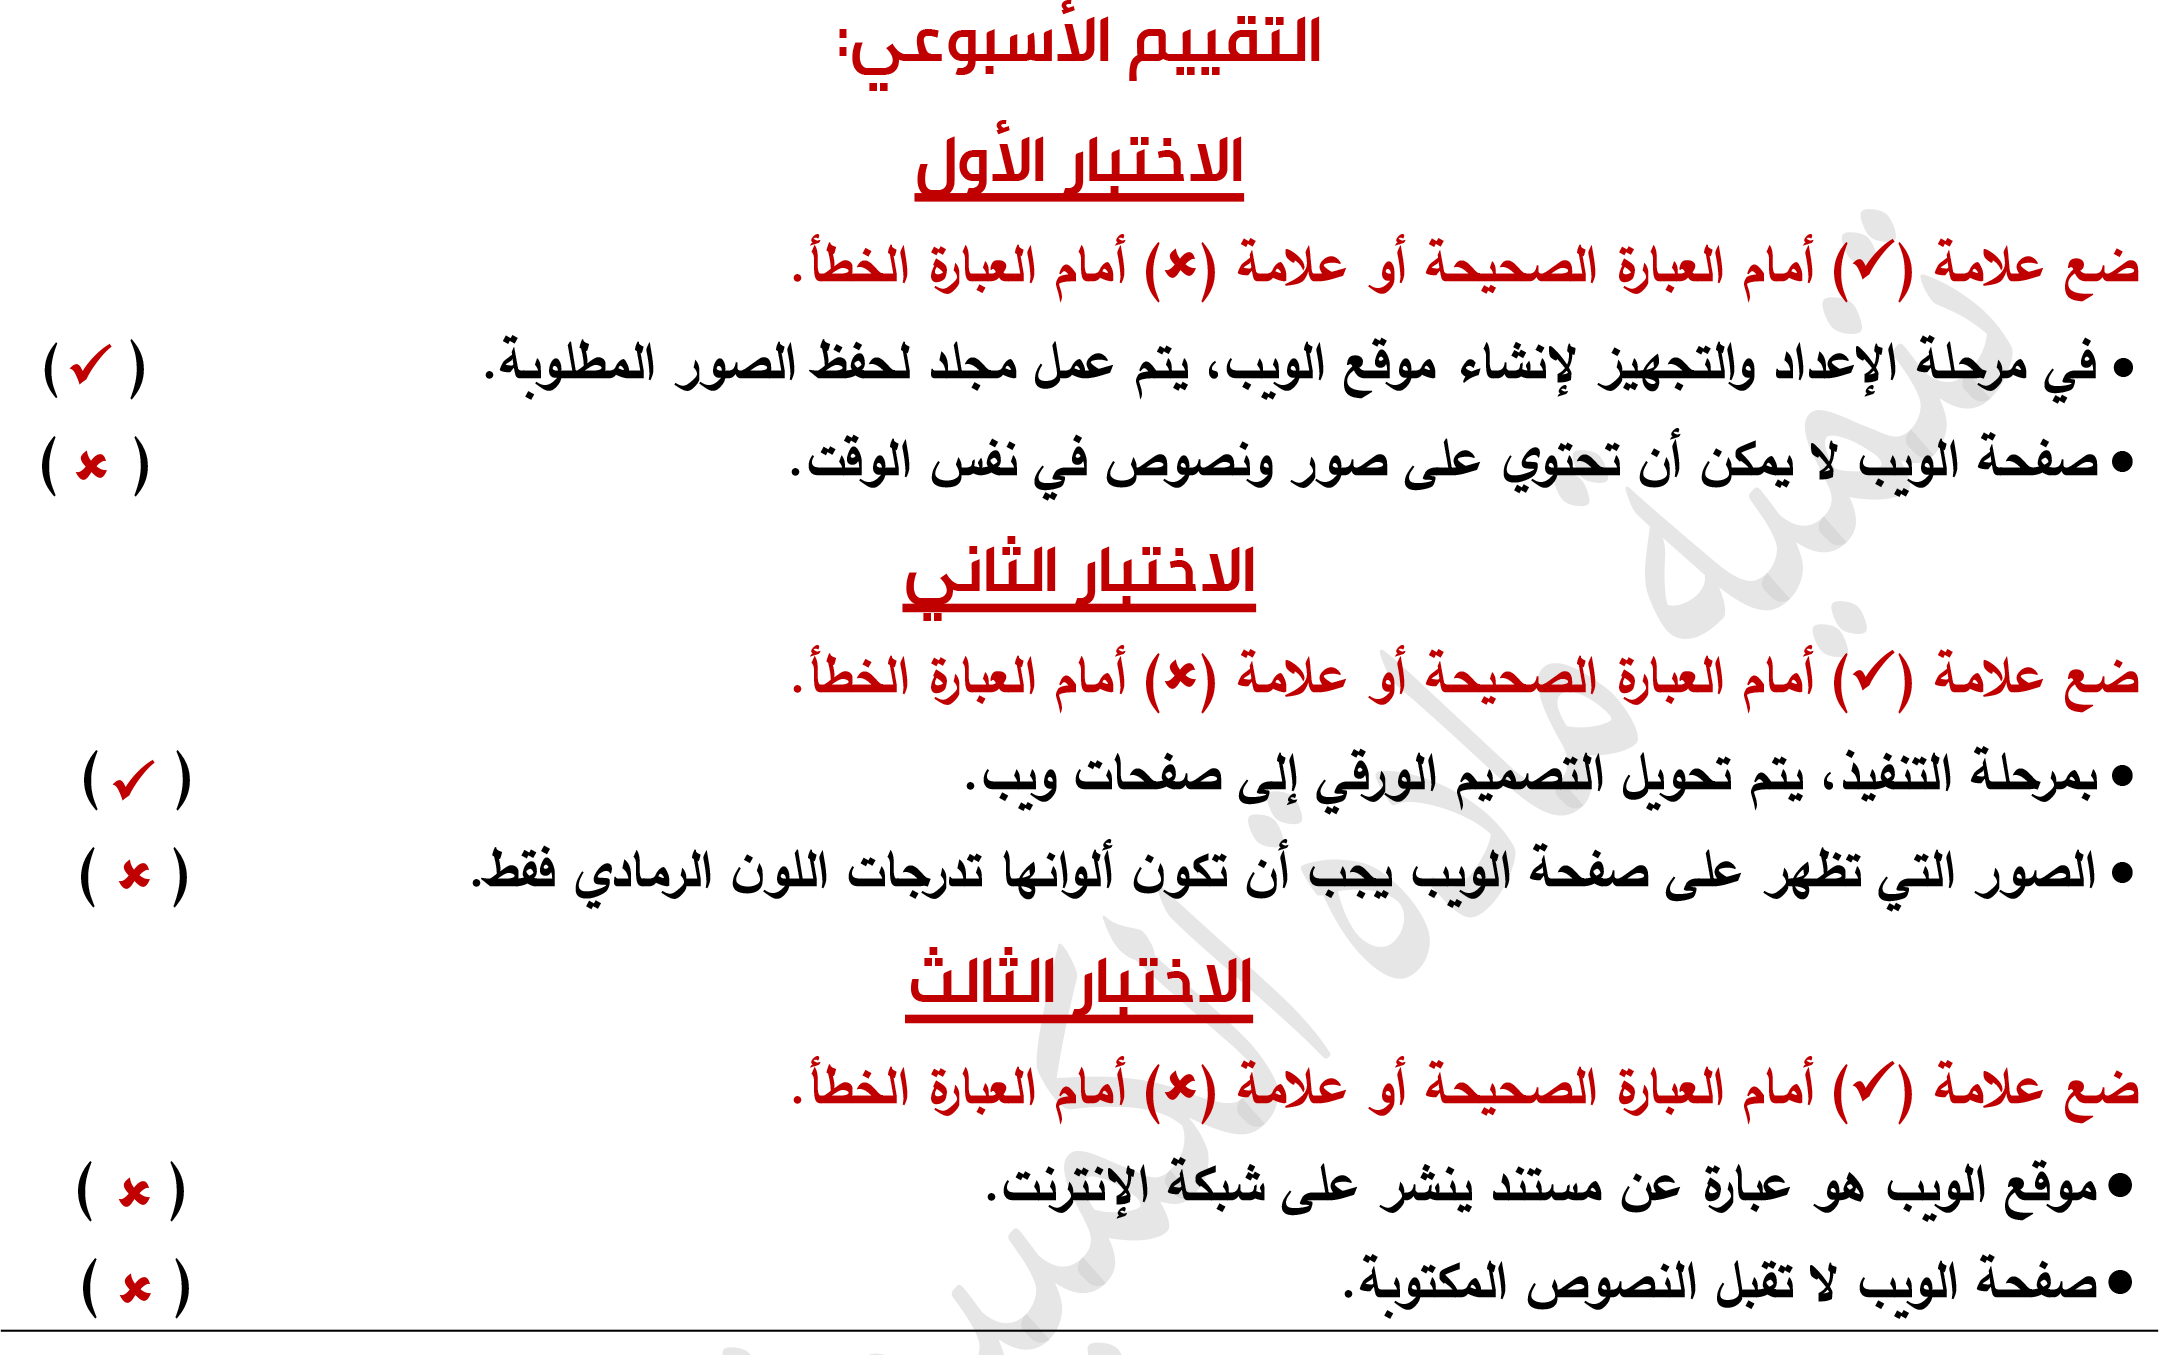 التقييم الأسبوعي:
الاختبار الأول
ضع علامة (✓) أمام العبارة الصحيحة أو علامة (✗) أمام العبارة الخطأ.
• في مرحلة الإعداد والتجهيز لإنشاء موقع الويب، يتم عمل مجلد لحفظ الصور المطلوبة. (✓)
• صفحة الويب لا يمكن أن تحتوي على صور ونصوص في نفس الوقت. (✗)
الاختبار الثاني
ضع علامة (✓) أمام العبارة الصحيحة أو علامة (✗) أمام العبارة الخطأ.
• بمرحلة التنفيذ، يتم تحويل التصميم الورقي إلى صفحات ويب. (✓)
• الصور التي تظهر على صفحة الويب يجب أن تكون ألوانها تدرجات اللون الرمادي فقط. (✗)
الاختبار الثالث
ضع علامة (✓) أمام العبارة الصحيحة أو علامة (✗) أمام العبارة الخطأ.
• موقع الويب هو عبارة عن مستند ينشر على شبكة الإنترنت. (✗)
• صفحة الويب لا تقبل النصوص المكتوبة. (✗)